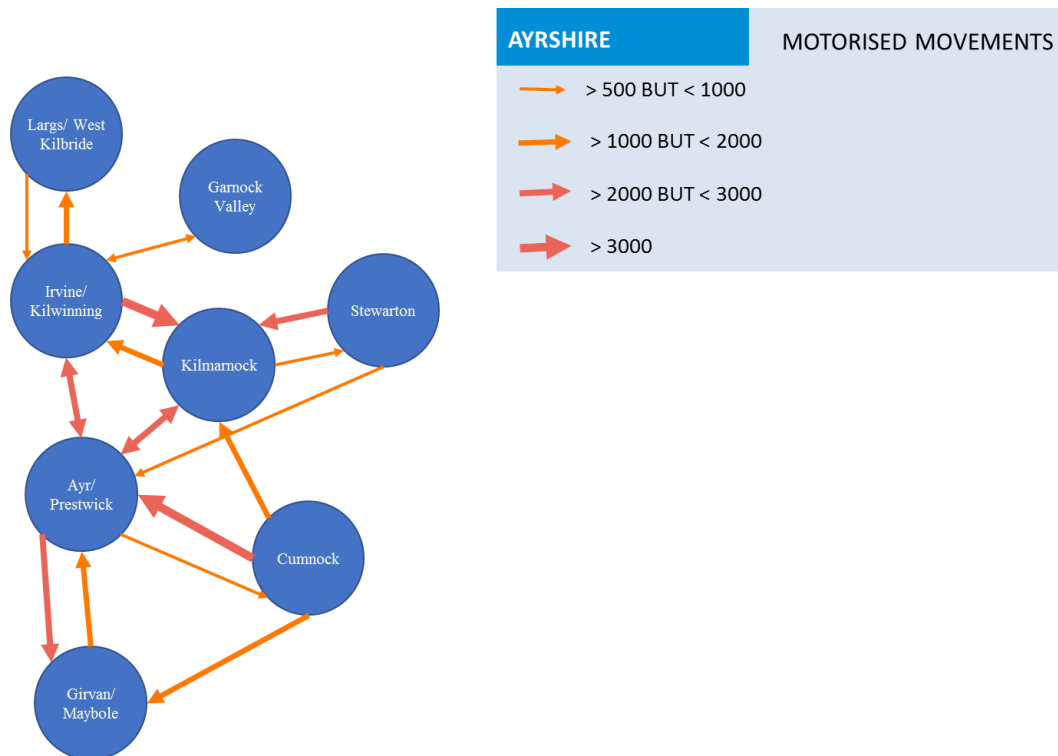 AYRSHIRE
MOTORISED MOVEMENTS
> 500 BUT < 1000
> 1000 BUT < 2000
> 2000 BUT < 3000
> 3000
Largs/ West
Kilbride
Garnock
Valley
Irvine/
Kilwinning
Stewarton
Kilmarnock
Ayr/
Prestwick
Cumnock
Girvan/
Maybole